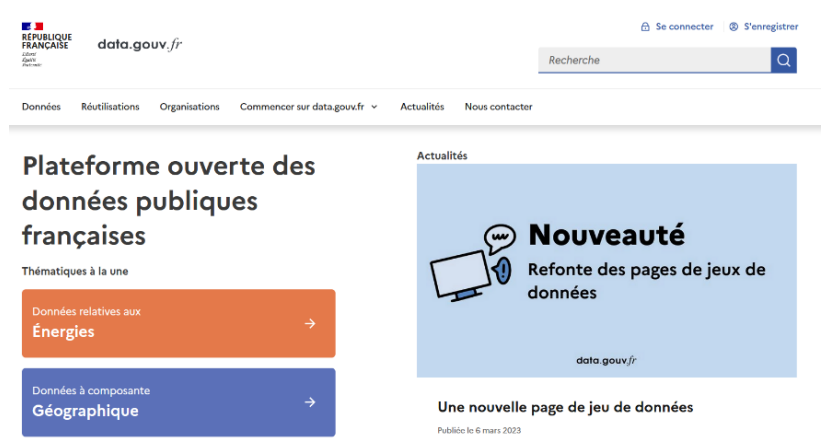 RÉPUBLIQUE
FRANÇAISE
Liberté
Égalité
Fraternité
data.gouv.fr
Se connecter
S'enregistrer
Recherche
Données
Réutilisations
Organisations
Commencer sur data.gouv.fr
Actualités
Nous contacter
Plateforme ouverte des
données publiques
françaises
Thématiques à la une
Données relatives aux
Énergies
Données à composante
Géographique
Actualités
Nouveauté
Refonte des pages de jeux de
données
data.gouv.fr
Une nouvelle page de jeu de données
Publiée le 6 mars 2023